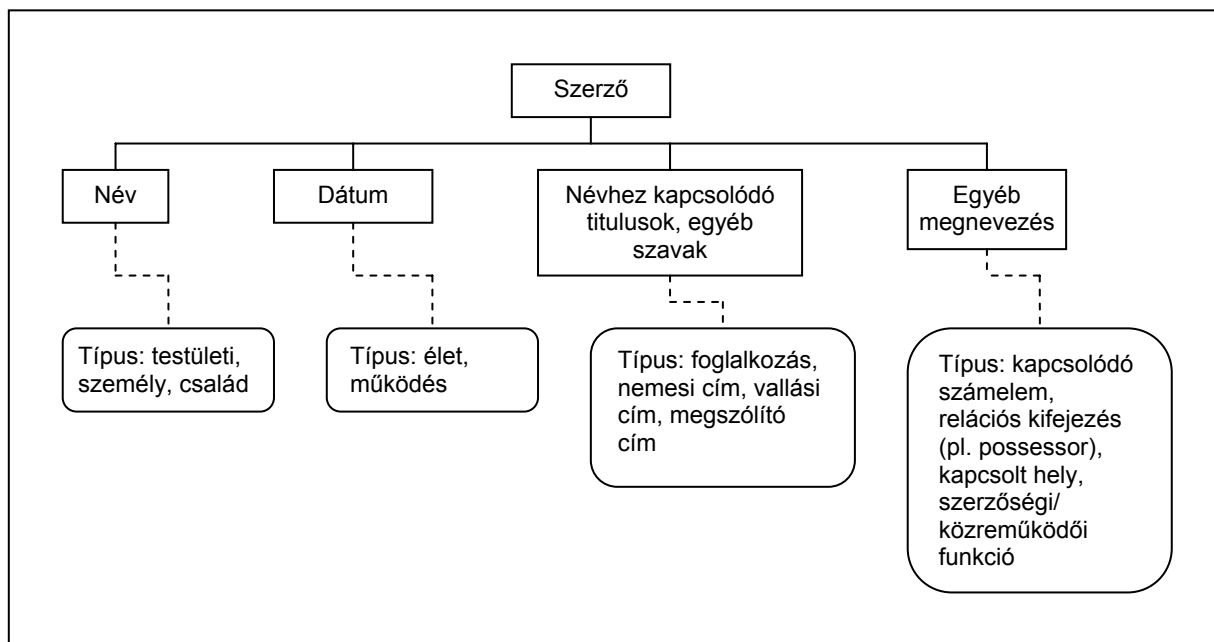 Szerző
Név
Dátum
Névhez kapcsolódó
titulusok, egyéb
szavak
Egyéb
megnevezés
Típus: testületi,
személy, család
Típus: élet,
működés
Típus: foglalkozás,
nemesi cím, vallási
cím, megszólító
cím
Típus: kapcsolódó
számelem,
relációs kifejezés
(pl. possessor),
kapcsolt hely,
szerzőségi/
közreműködői
funkció